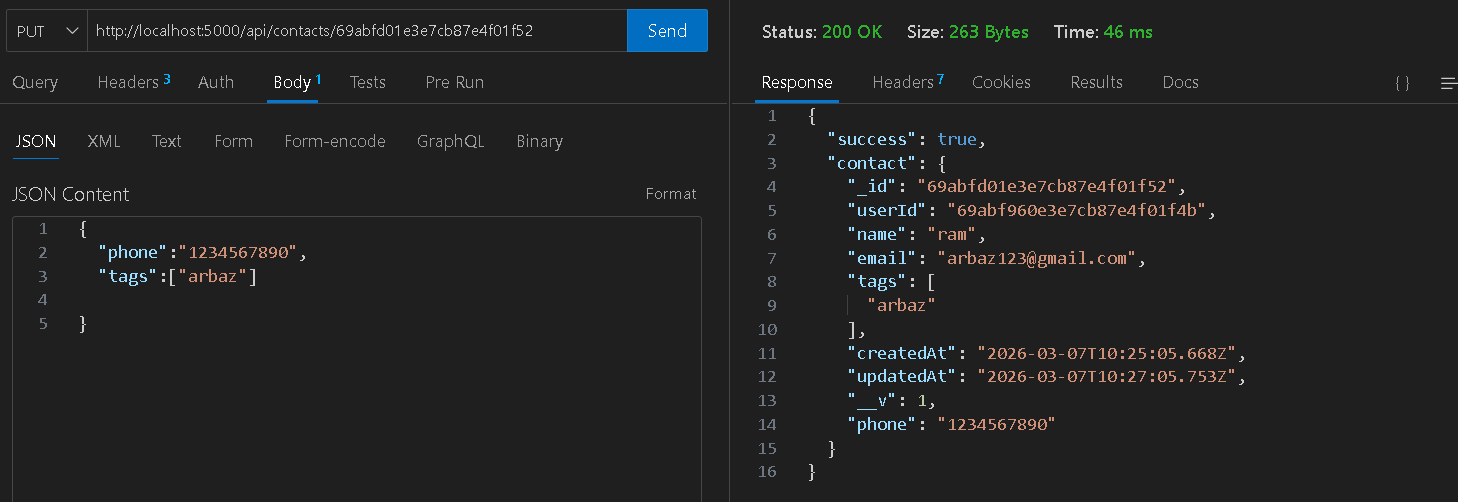 PUT http://localhost:5000/api/contacts/69abfd01e3e7cb87e4f01f52 Send
Query Headers 3 Auth Body 1 Tests Pre Run
JSON XML Text Form Form-encode GraphQL Binary
JSON Content Format
1 {
2 "phone":"1234567890",
3 "tags":["arbaz"]
4
5 }
Status: 200 OK Size: 263 Bytes Time: 46 ms
Response Headers 7 Cookies Results Docs { }
1 {
2 "success": true,
3 "contact": {
4 "_id": "69abfd01e3e7cb87e4f01f52",
5 "userId": "69abf960e3e7cb87e4f01f4b",
6 "name": "ram",
7 "email": "arbaz123@gmail.com",
8 "tags": [
9 "arbaz"
10 ],
11 "createdAt": "2026-03-07T10:25:05.668Z",
12 "updatedAt": "2026-03-07T10:27:05.753Z",
13 "__v": 1,
14 "phone": "1234567890"
15 }
16 }